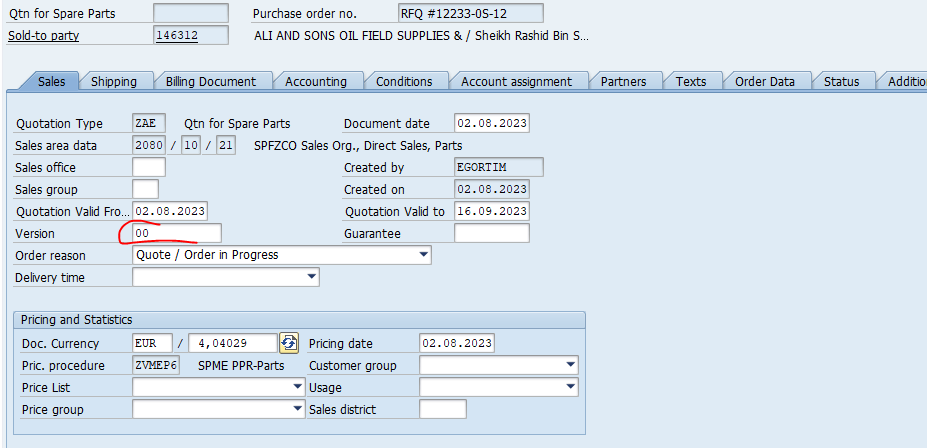 Qtn for Spare Parts Purchase order no. RFQ #12233-0S-12
Sold-to party 146312 ALI AND SONS OIL FIELD SUPPLIES & / Sheikh Rashid Bin S...
Sales Shipping Billing Document Accounting Conditions Account assignment Partners Texts Order Data Status Additio
Quotation Type ZAE Qtn for Spare Parts Document date 02.08.2023
Sales area data 2080 / 10 / 21 SPFZCO Sales Org., Direct Sales, Parts
Sales office Created by EGORTIM
Sales group Created on 02.08.2023
Quotation Valid Fro... 02.08.2023 Quotation Valid to 16.09.2023
Version 00 Guarantee
Order reason Quote / Order in Progress
Delivery time
Pricing and Statistics
Doc. Currency EUR / 4,04029 Pricing date 02.08.2023
Pric. procedure ZVMEP6 SPME PPR-Parts Customer group
Price List Usage
Price group Sales district